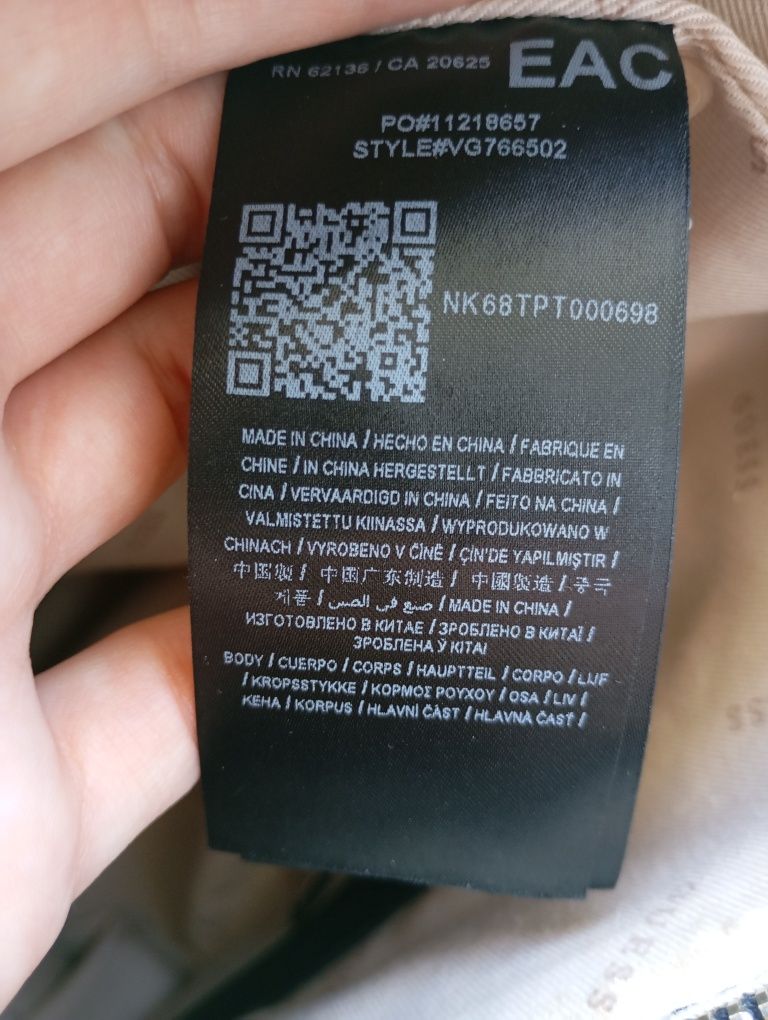 RN 62136 / CA 20625
EAC
PO#11218657
STYLE#VG766502
NK68TPT000698
MADE IN CHINA / HECHO EN CHINA / FABRIQUE EN
CHINE / IN CHINA HERGESTELLT / FABBRICATO IN
CINA / VERVAARDIGD IN CHINA / FEITO NA CHINA /
VALMISTETTU KIINASSA / WYPRODUKOWANO W
CHINACH / VYROBENO V ČÍNĚ / ÇIN'DE YAPILMIŞTIR /
中國製 / 中国广东制造 / 中國製造 / 중국
제품 / صنع في الصين / MADE IN CHINA /
ИЗГОТОВЛЕНО В КИТАЕ / ЗРОБЛЕНО В КИТАЇ /
ЗРОБЛЕНА Ў КІТАІ
BODY / CUERPO / CORPS / HAUPTTEIL / CORPO / LIJF
/ KROPSSTYKKE / ΚΟΡΜΟΣ ΡΟΥΧΟΥ / OSA / LIV /
KEHA / KORPUS / HLAVNÍ ČÁST / HLAVNÁ ČASŤ /